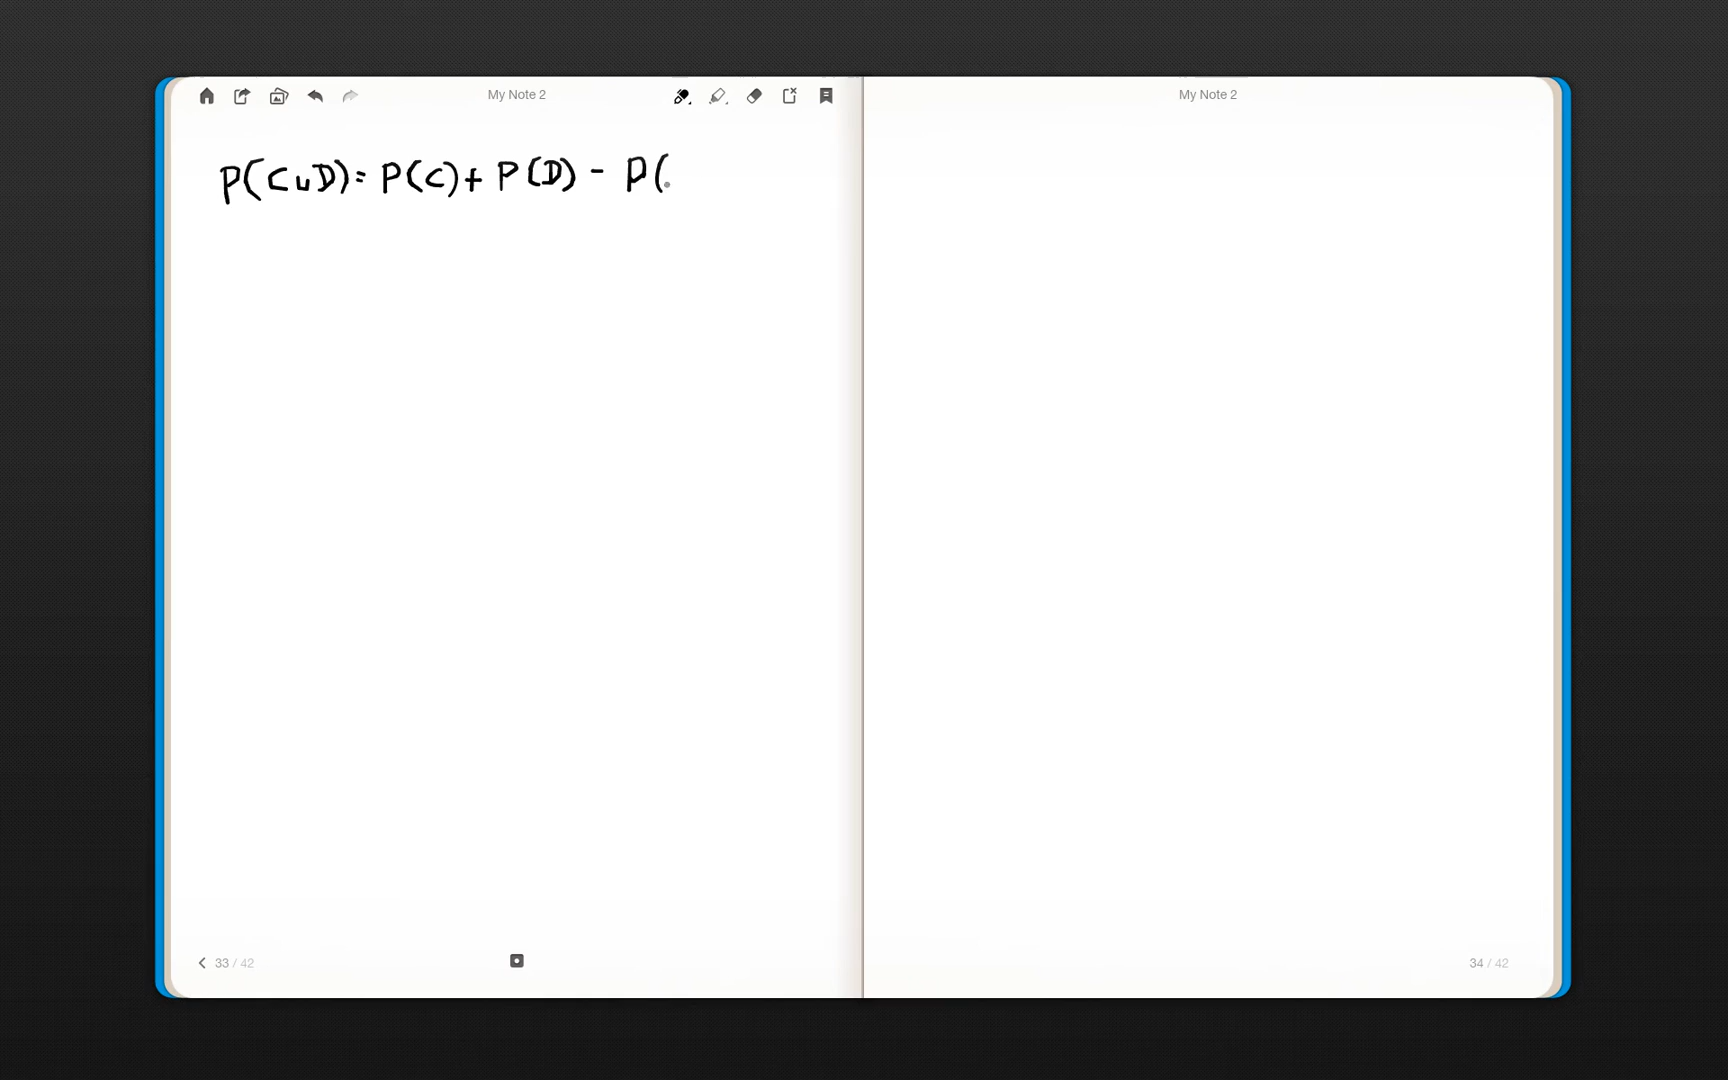 My Note 2
My Note 2
P(C∪D)= P(C)+ P(D) - P(
33 / 42
34 / 42